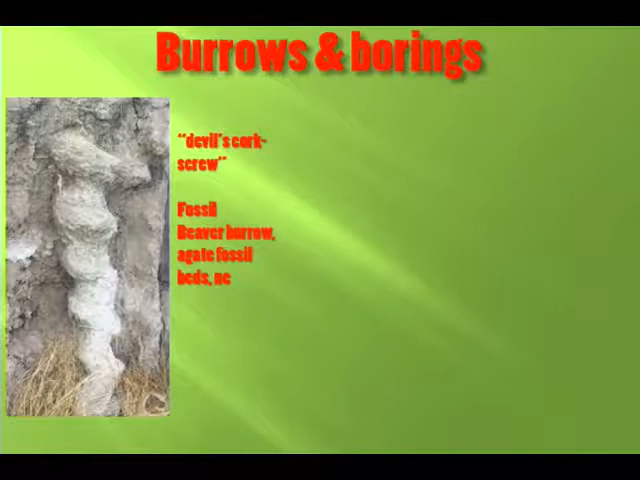 Burrows & borings
"devil's cork-
screw"
Fossil
Beaver burrow,
agate fossil
beds, ne